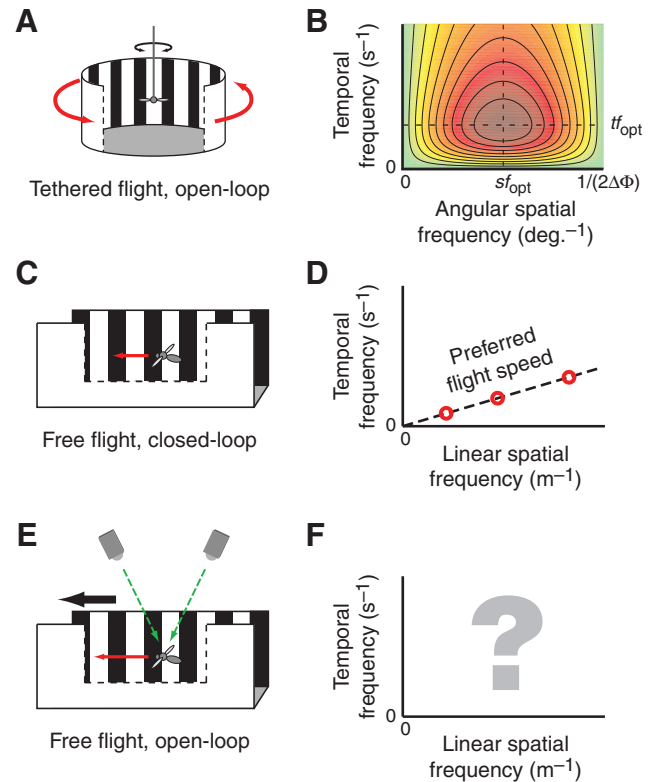 A
Tethered flight, open-loop
B
Temporal
frequency (s–1)
0
tfopt
0
sfopt
1/(2ΔΦ)
Angular spatial
frequency (deg.–1)
C
Free flight, closed-loop
D
Temporal
frequency (s–1)
Preferred
flight speed
0
0
Linear spatial
frequency (m–1)
E
Free flight, open-loop
F
Temporal
frequency (s–1)
?
0
0
Linear spatial
frequency (m–1)